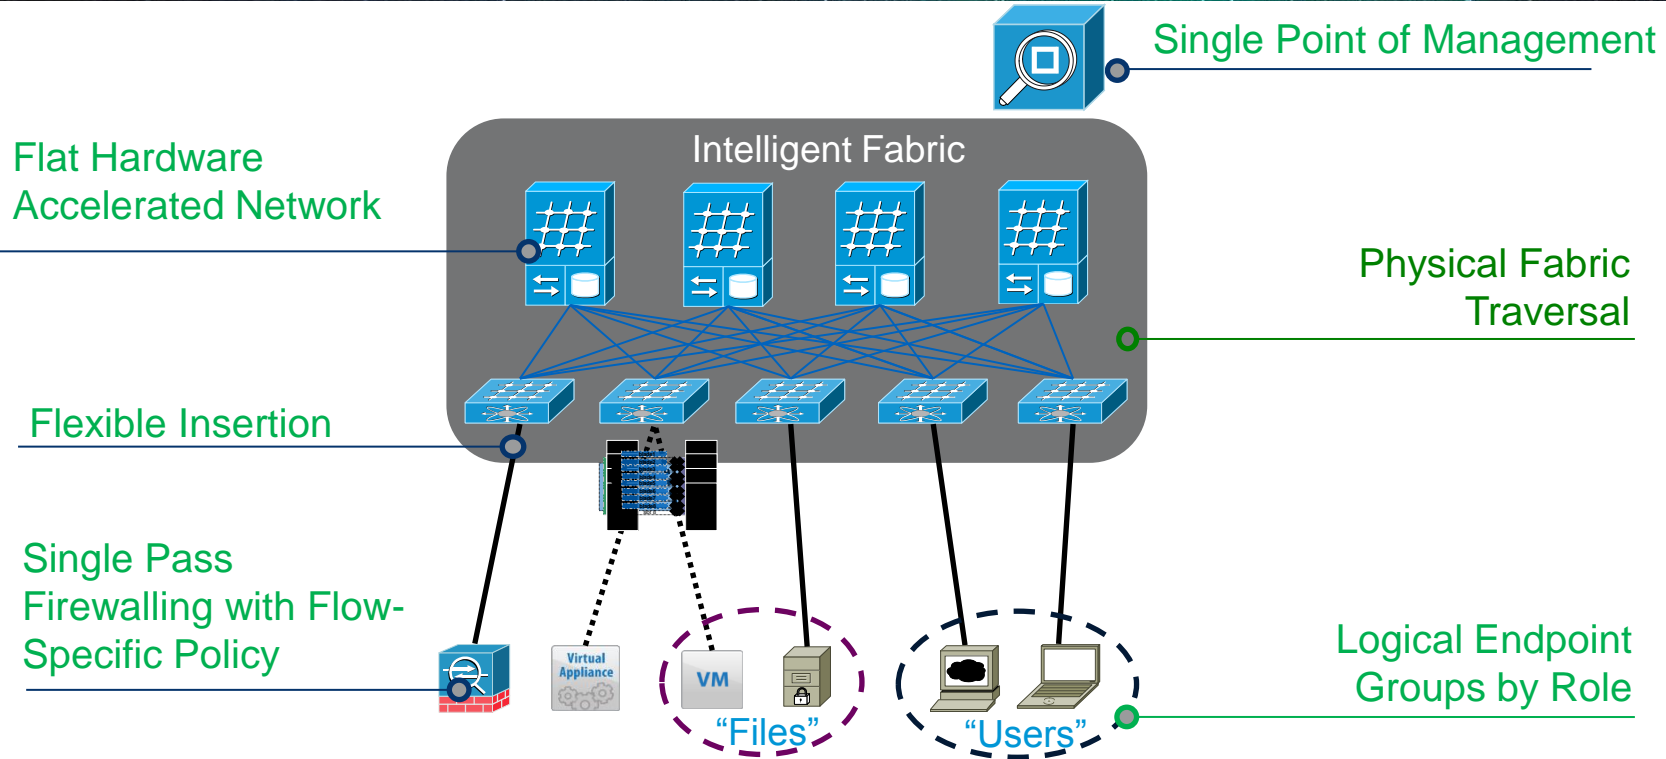 Single Point of Management
Intelligent Fabric
Flat Hardware
Accelerated Network
Physical Fabric
Traversal
Flexible Insertion
Single Pass
Firewalling with Flow-
Specific Policy
Virtual
Appliance
VM
“Files”
“Users”
Logical Endpoint
Groups by Role